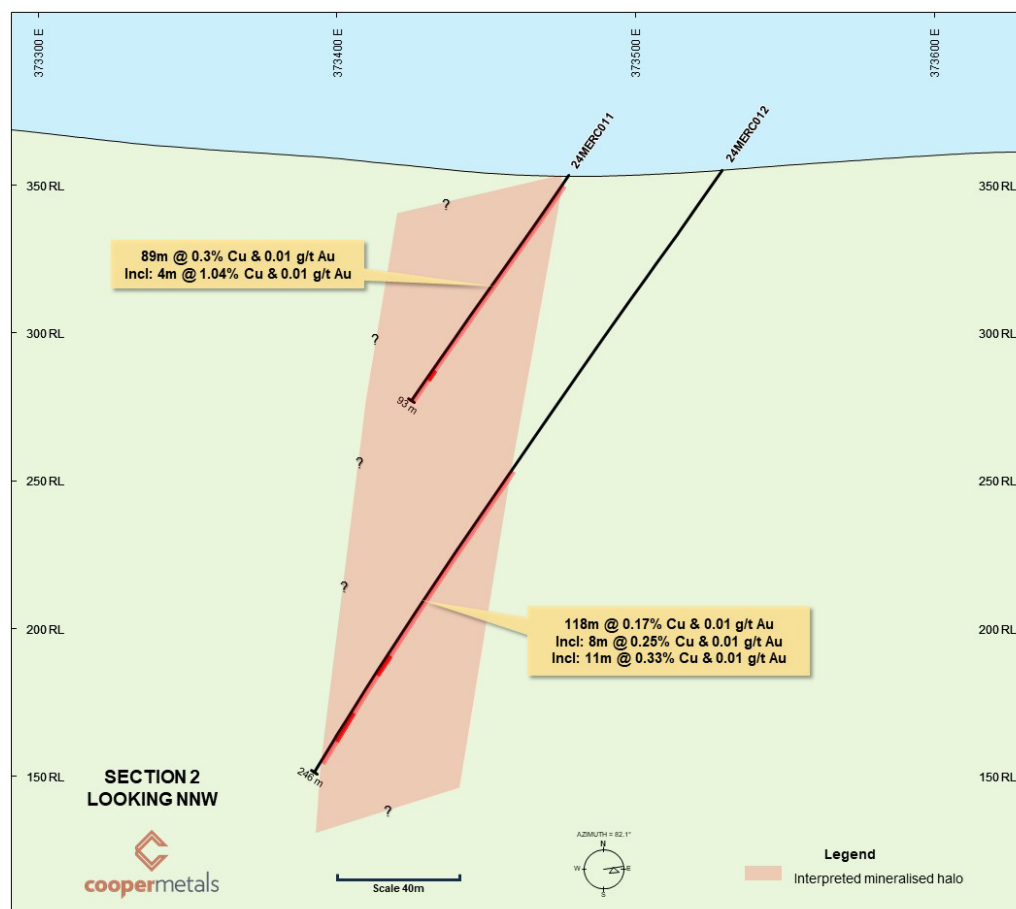 373300 E
373400 E
373500 E
373600 E
24MERC011
24MERC012
350 RL
350 RL
?
89m @ 0.3% Cu & 0.01 g/t Au
Incl: 4m @ 1.04% Cu & 0.01 g/t Au
300 RL
300 RL
?
93 m
?
250 RL
250 RL
?
118m @ 0.17% Cu & 0.01 g/t Au
Incl: 8m @ 0.25% Cu & 0.01 g/t Au
Incl: 11m @ 0.33% Cu & 0.01 g/t Au
200 RL
200 RL
246 m
150 RL
150 RL
?
SECTION 2
LOOKING NNW
coopermetals
Scale 40m
AZIMUTH = 82.1°
N
W
E
S
Legend
Interpreted mineralised halo